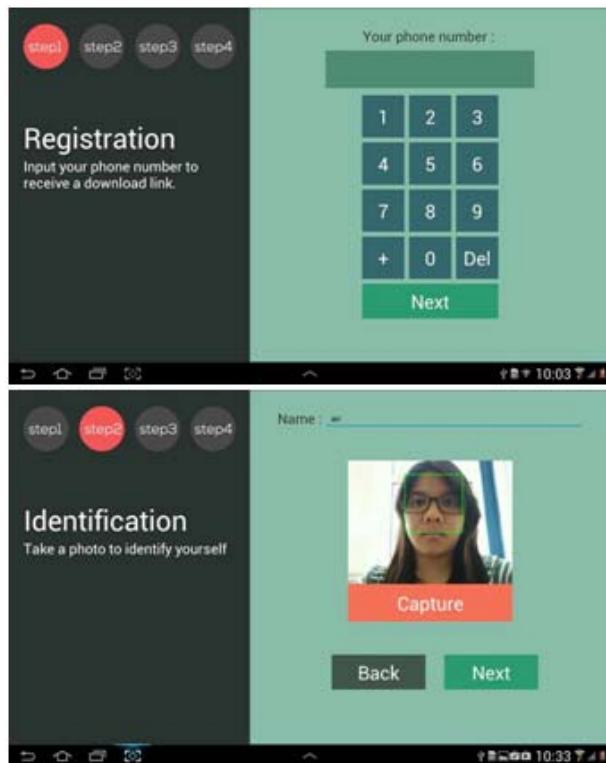 step1 step2 step3 step4
Registration
Input your phone number to
receive a download link.
Your phone number :
1 2 3
4 5 6
7 8 9
+ 0 Del
Next
10:03
step1 step2 step3 step4
Identification
Take a photo to identify yourself
Name :
Capture
Back Next
10:33